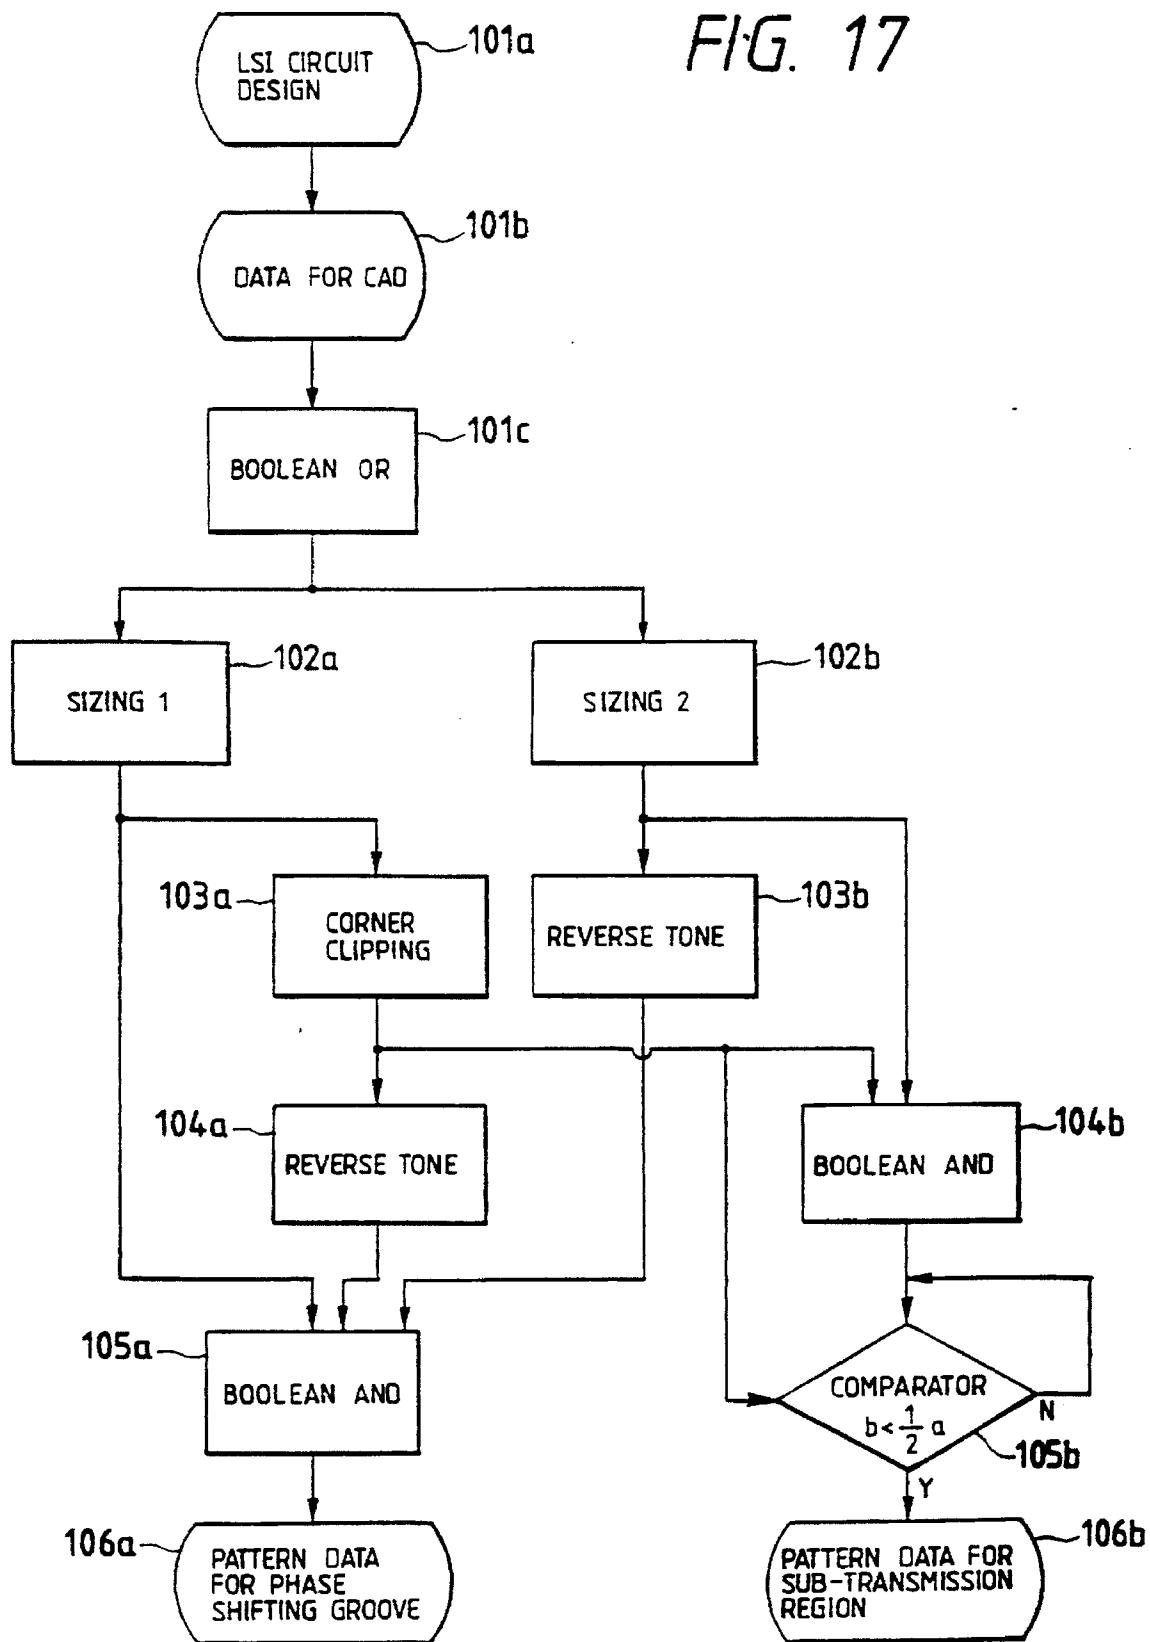 FIG. 17
101a
LSI CIRCUIT
DESIGN
101b
DATA FOR CAD
101c
BOOLEAN OR
102a
SIZING 1
102b
SIZING 2
103a
CORNER
CLIPPING
103b
REVERSE TONE
104a
REVERSE TONE
104b
BOOLEAN AND
105a
BOOLEAN AND
COMPARATOR
b < 1/2 a
N
105b
Y
106a
PATTERN DATA
FOR PHASE
SHIFTING GROOVE
106b
PATTERN DATA FOR
SUB-TRANSMISSION
REGION